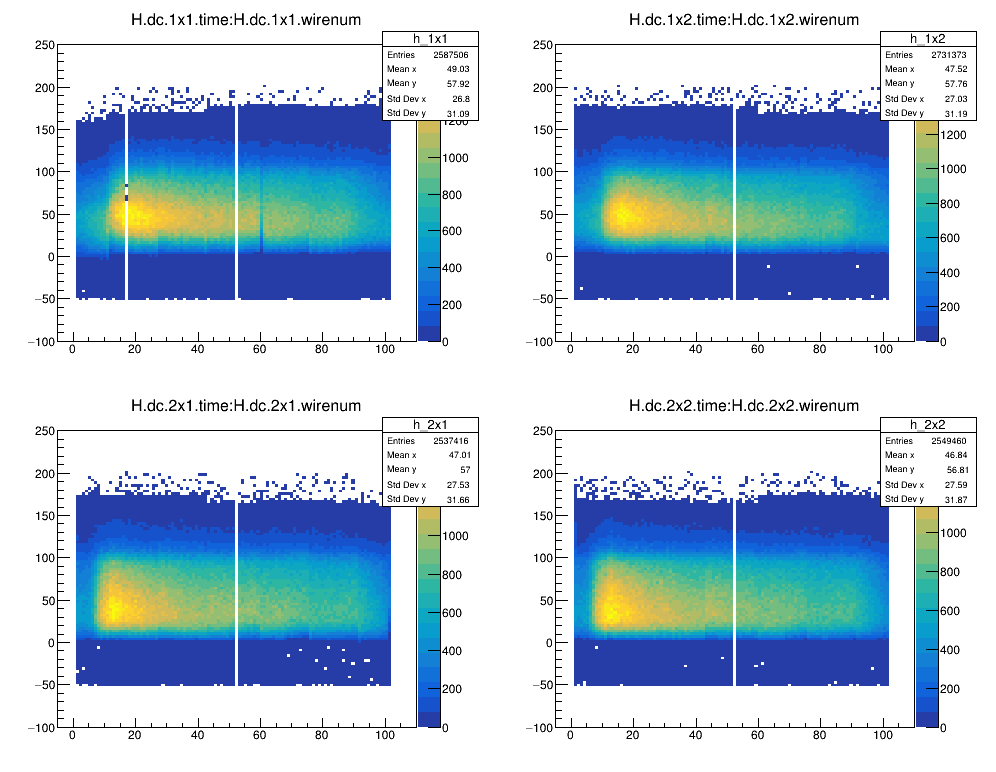 H.dc.1x1.time:H.dc.1x1.wirenum
h_1x1
Entries 2587506
Mean x 49.03
Mean y 57.92
Std Dev x 26.8
Std Dev y 31.09
250
200
150
100
50
0
−50
−100
0 20 40 60 80 100
1200
1000
800
600
400
200
0
H.dc.1x2.time:H.dc.1x2.wirenum
h_1x2
Entries 2731373
Mean x 47.52
Mean y 57.76
Std Dev x 27.03
Std Dev y 31.19
250
200
150
100
50
0
−50
−100
0 20 40 60 80 100
1200
1000
800
600
400
200
0
H.dc.2x1.time:H.dc.2x1.wirenum
h_2x1
Entries 2537416
Mean x 47.01
Mean y 57
Std Dev x 27.53
Std Dev y 31.66
250
200
150
100
50
0
−50
−100
0 20 40 60 80 100
1000
800
600
400
200
0
H.dc.2x2.time:H.dc.2x2.wirenum
h_2x2
Entries 2549460
Mean x 46.84
Mean y 56.81
Std Dev x 27.59
Std Dev y 31.87
250
200
150
100
50
0
−50
−100
0 20 40 60 80 100
1000
800
600
400
200
0